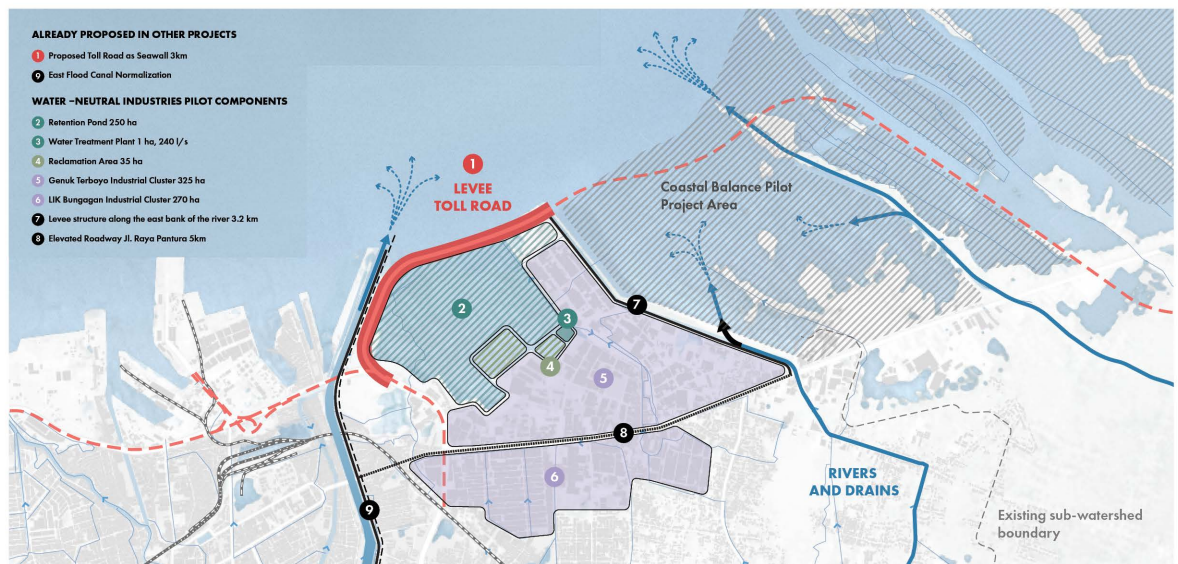 ALREADY PROPOSED IN OTHER PROJECTS
1 Proposed Toll Road as Seawall 3km
9 East Flood Canal Normalization
WATER –NEUTRAL INDUSTRIES PILOT COMPONENTS
2 Retention Pond 250 ha
3 Water Treatment Plant 1 ha, 240 l/s
4 Reclamation Area 35 ha
5 Genuk Terboyo Industrial Cluster 325 ha
6 LIK Bungagan Industrial Cluster 270 ha
7 Levee structure along the east bank of the river 3.2 km
8 Elevated Roadway Jl. Raya Pantura 5km
1
LEVEE
TOLL ROAD
Coastal Balance Pilot
Project Area
2
7
3
4
5
8
6
9
RIVERS
AND DRAINS
Existing sub-watershed
boundary